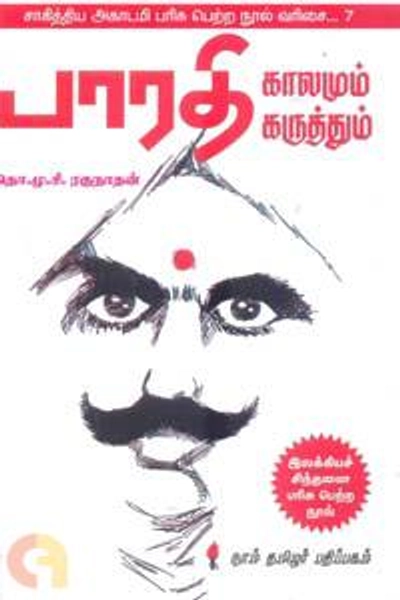 சாகித்திய அகாடமி பரிசு பெற்ற நூல் வரிசை... 7
பாரதி
காலமும்
கருத்தும்
தொ.மு.சி. ரகுநாதன்
இலக்கியச்
சிந்தனை
பரிசு பெற்ற
நூல்
நாம் தமிழர் பதிப்பகம்